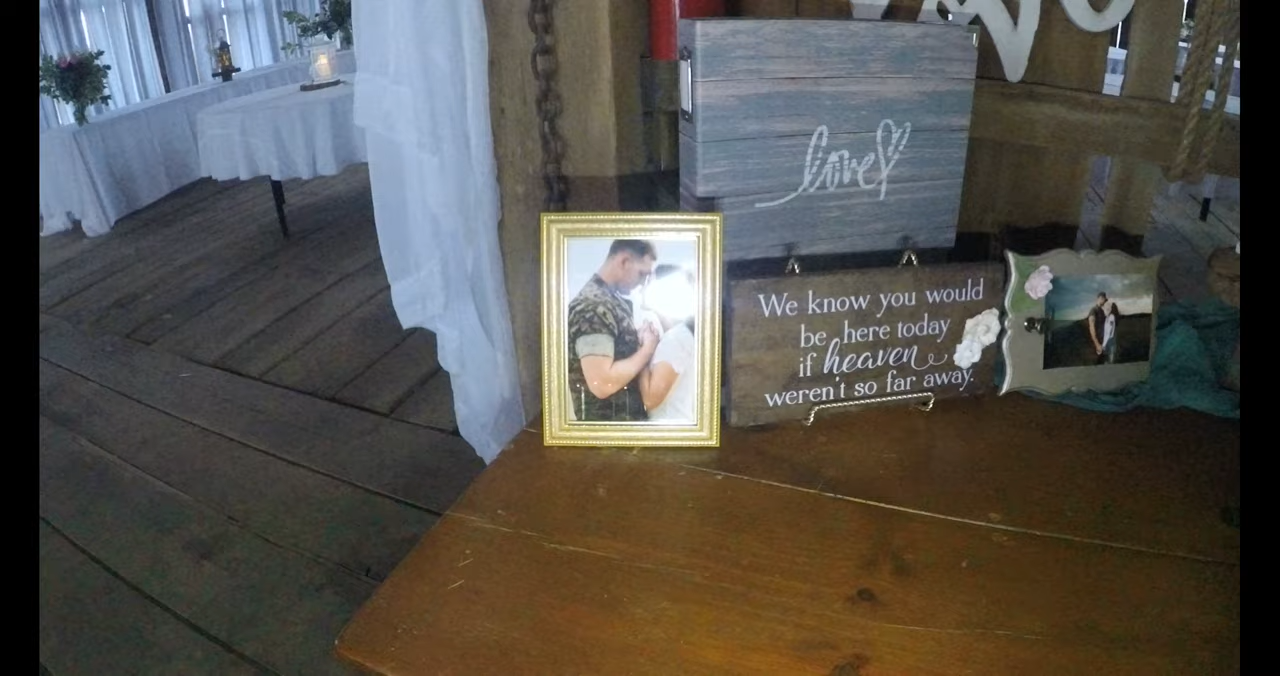 love
We know you would
be here today
if heaven
weren't so far away.